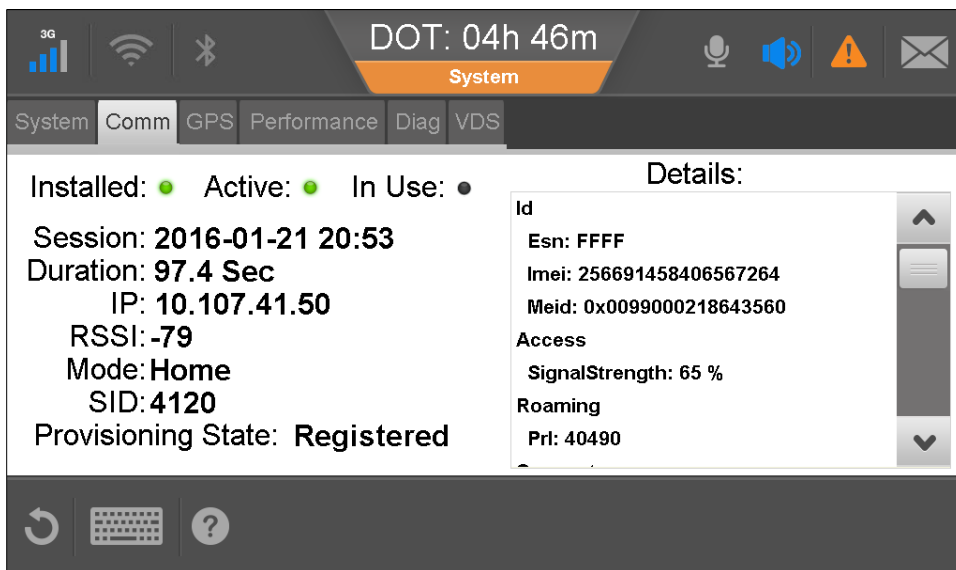 3G
DOT: 04h 46m
System
System Comm GPS Performance Diag VDS
Installed: Active: In Use:
Session: 2016-01-21 20:53
Duration: 97.4 Sec
IP: 10.107.41.50
RSSI: -79
Mode: Home
SID: 4120
Provisioning State: Registered
Details:
Id
Esn: FFFF
Imei: 256691458406567264
Meid: 0x0099000218643560
Access
SignalStrength: 65 %
Roaming
Prl: 40490
?